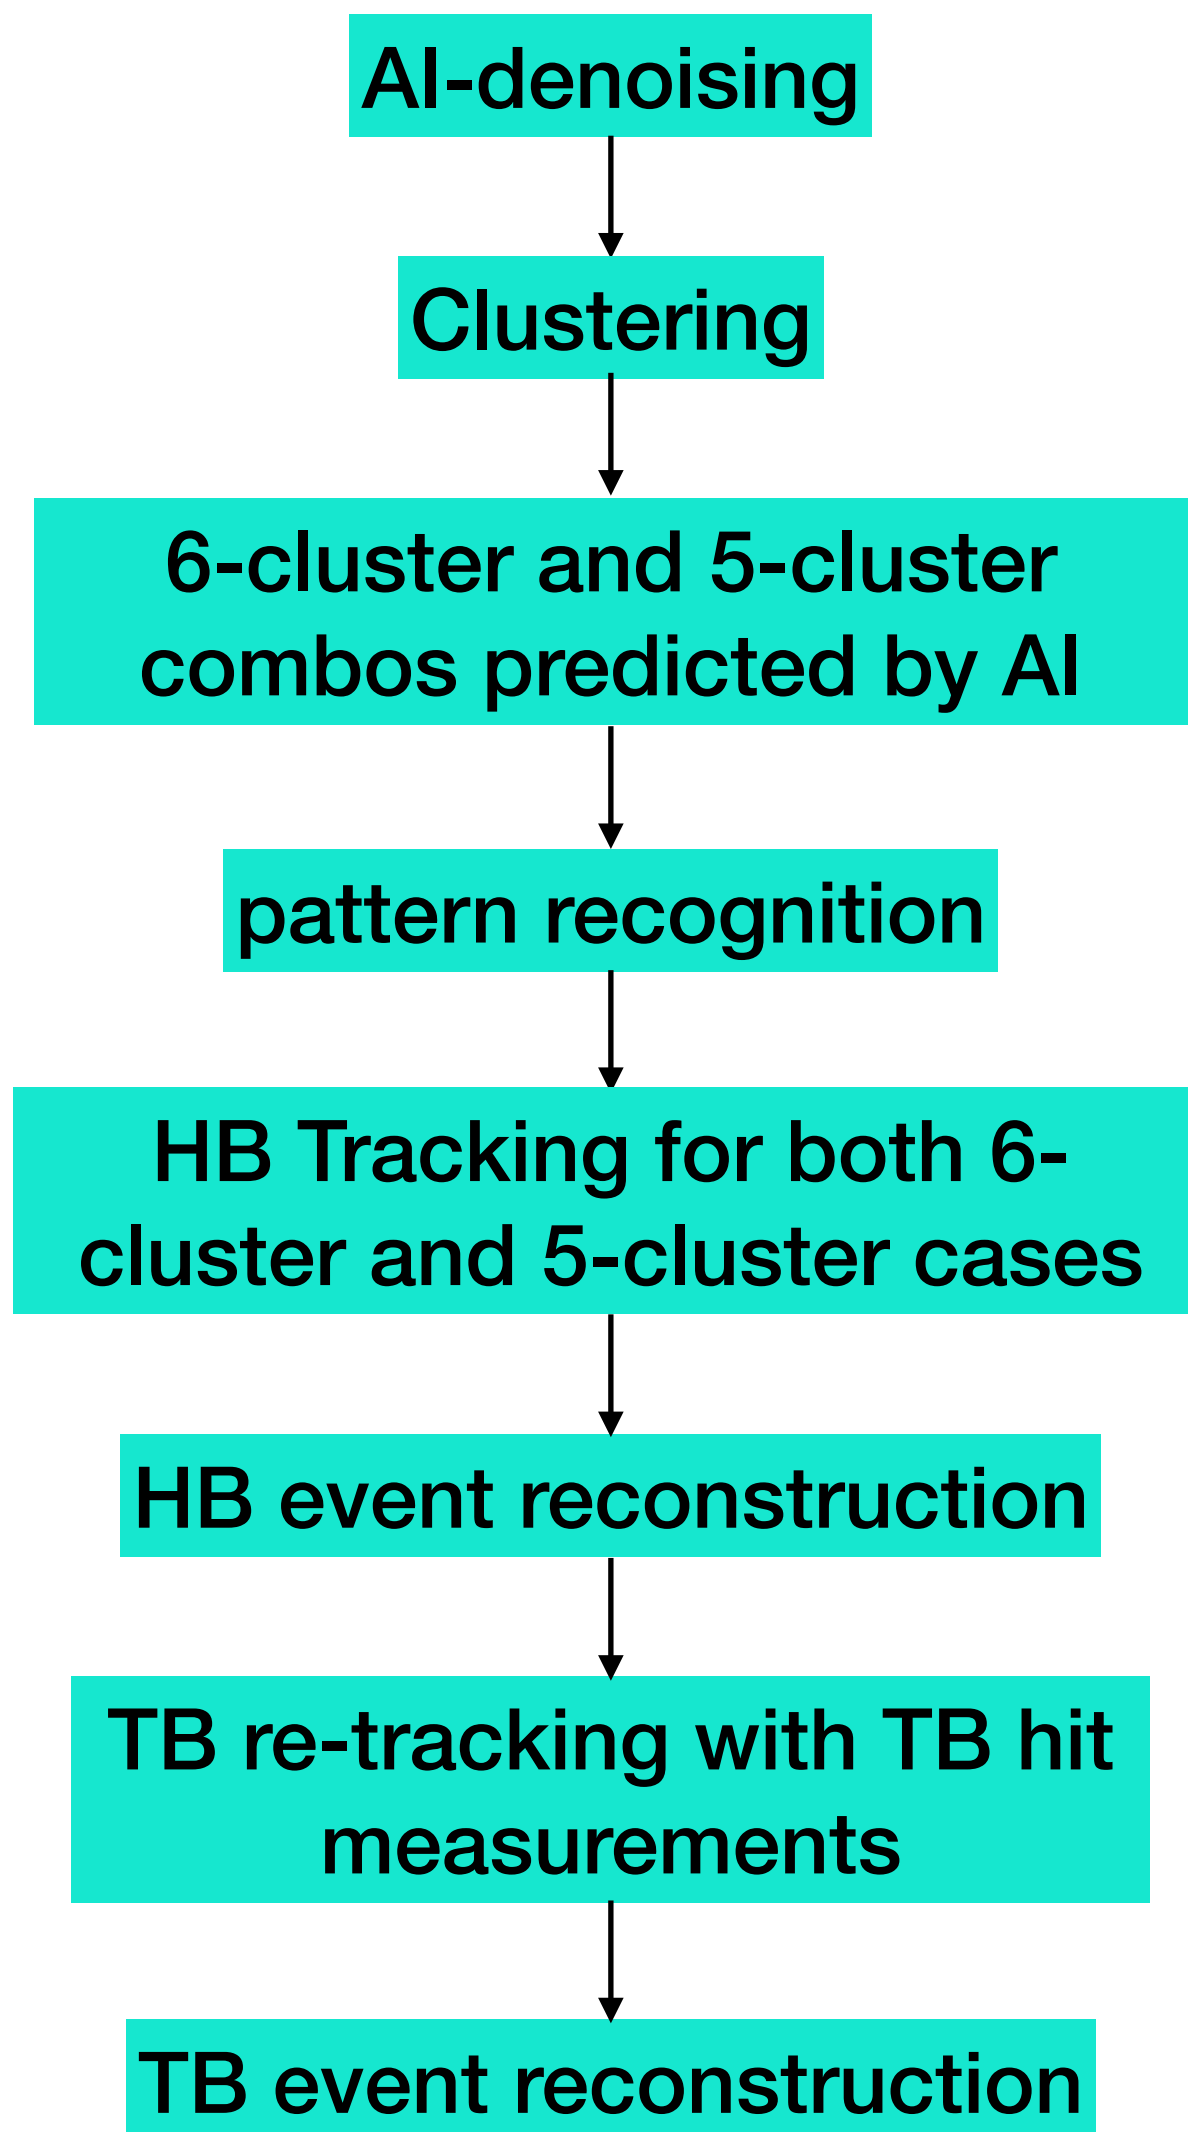 AI-denoising
Clustering
6-cluster and 5-cluster
combos predicted by AI
pattern recognition
HB Tracking for both 6-
cluster and 5-cluster cases
HB event reconstruction
TB re-tracking with TB hit
measurements
TB event reconstruction